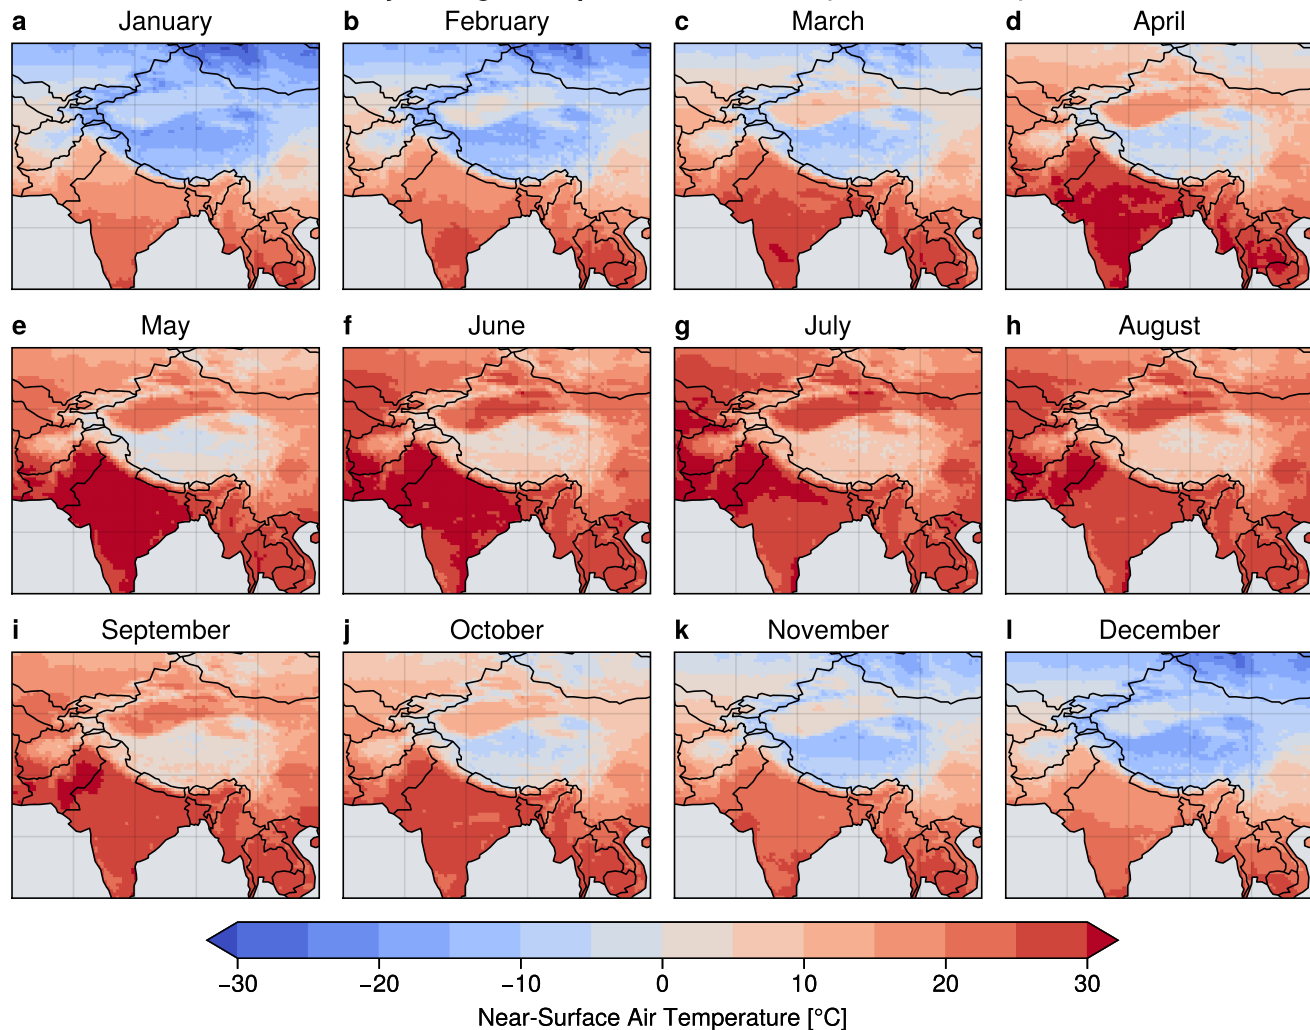 a January
b February
c March
d April
e May
f June
g July
h August
i September
j October
k November
l December
−30 −20 −10 0 10 20 30
Near-Surface Air Temperature [°C]